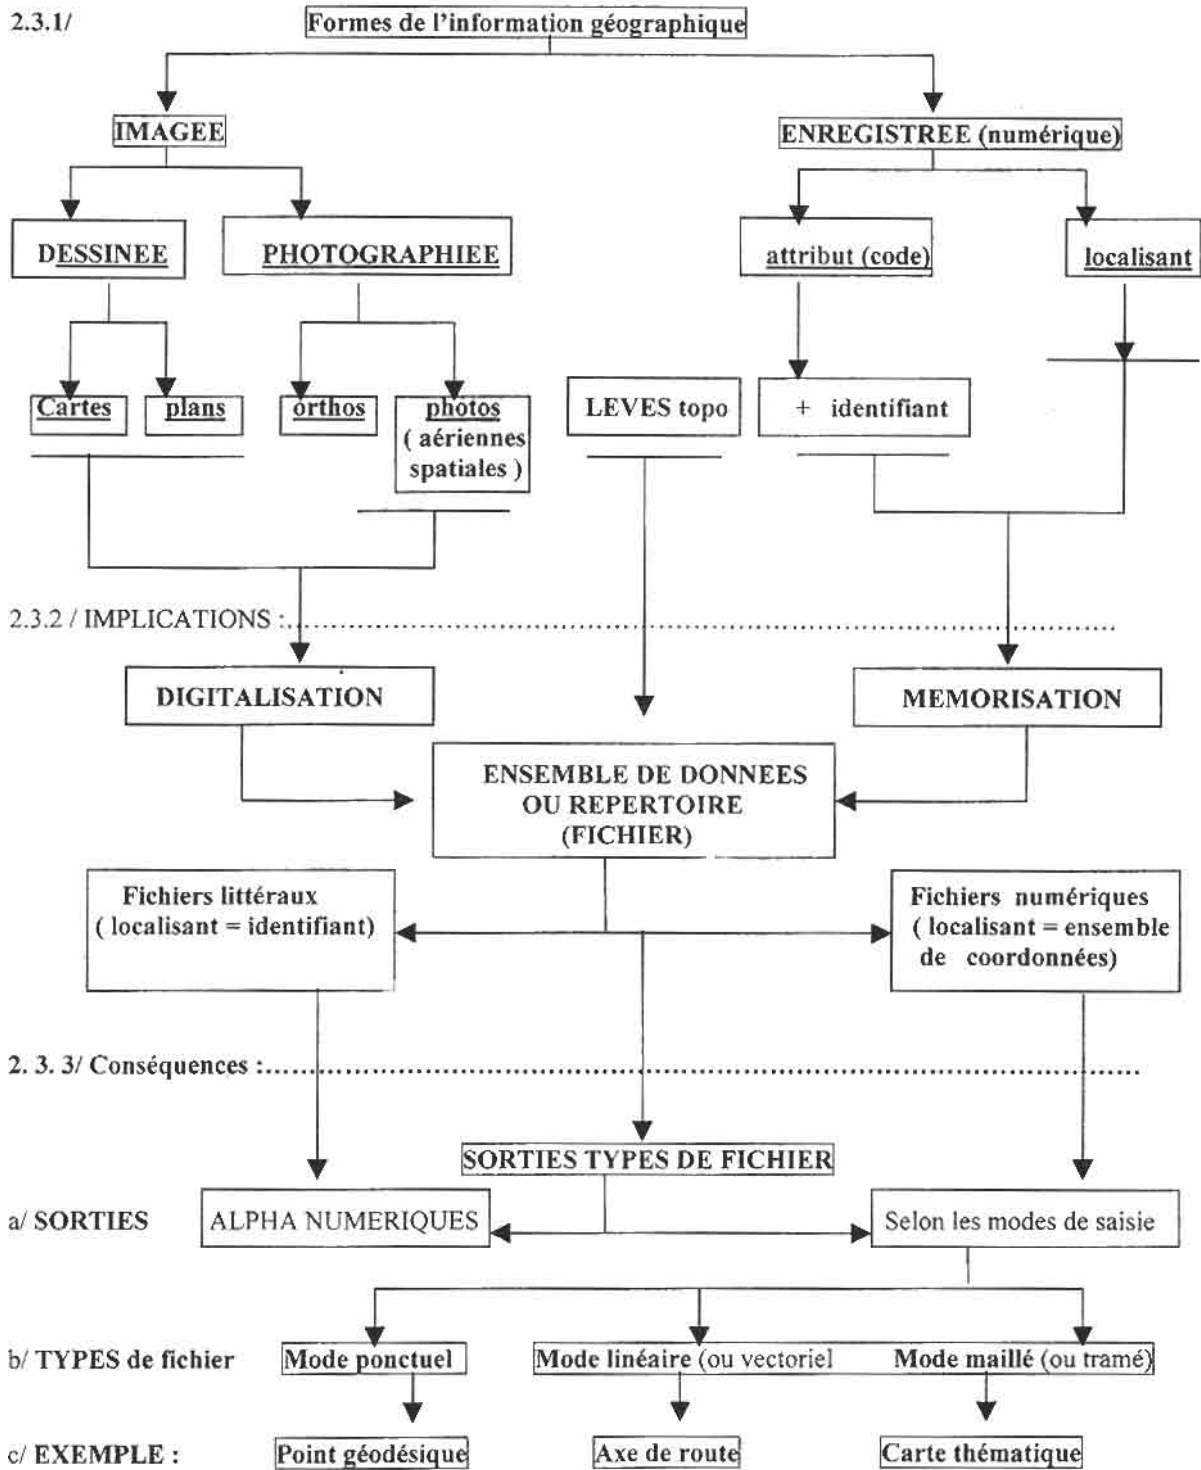 2.3.1/ Formes de l'information géographique
IMAGEE
ENREGISTREE (numérique)
DESSINEE
PHOTOGRAPHIEE
attribut (code)
localisant
Cartes
plans
orthos
photos
( aériennes
spatiales )
LEVES topo
+ identifiant
2.3.2 / IMPLICATIONS :
DIGITALISATION
MEMORISATION
ENSEMBLE DE DONNEES
OU REPERTOIRE
(FICHIER)
Fichiers littéraux
( localisant = identifiant)
Fichiers numériques
( localisant = ensemble
de coordonnées)
2. 3. 3/ Conséquences :
SORTIES TYPES DE FICHIER
a/ SORTIES
ALPHA NUMERIQUES
Selon les modes de saisie
b/ TYPES de fichier
Mode ponctuel
Mode linéaire (ou vectoriel
Mode maillé (ou tramé)
c/ EXEMPLE :
Point géodésique
Axe de route
Carte thématique